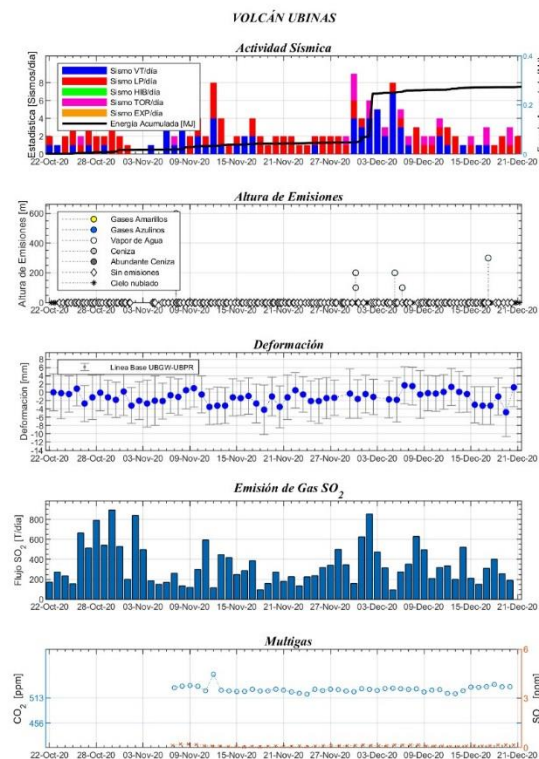 VOLCÁN UBINAS
Actividad Sísmica
Estadística [Sismos/día]
8
6
4
2
0
Sismo VT/día
Sismo LP/día
Sismo HIB/día
Sismo TOR/día
Sismo EXP/día
Energía Acumulada [MJ]
0.4
0.2
0
22-Oct-20 28-Oct-20 03-Nov-20 09-Nov-20 15-Nov-20 21-Nov-20 27-Nov-20 03-Dec-20 09-Dec-20 15-Dec-20 21-Dec-20
Altura de Emisiones
Altura de Emisiones [m]
600
400
200
0
Gases Amarillos
Gases Azulinos
Vapor de Agua
Ceniza
Abundante Ceniza
Sin emisiones
Cielo nublado
22-Oct-20 28-Oct-20 03-Nov-20 09-Nov-20 15-Nov-20 21-Nov-20 27-Nov-20 03-Dec-20 09-Dec-20 15-Dec-20 21-Dec-20
Deformación
Deformación [mm]
8
6
4
2
0
-2
-4
-6
-8
-10
-12
-14
Linea Base UBGW-UBPR
22-Oct-20 28-Oct-20 03-Nov-20 09-Nov-20 15-Nov-20 21-Nov-20 27-Nov-20 03-Dec-20 09-Dec-20 15-Dec-20 21-Dec-20
Emisión de Gas SO2
Flujo SO2 [T/día]
800
600
400
200
0
22-Oct-20 28-Oct-20 03-Nov-20 09-Nov-20 15-Nov-20 21-Nov-20 27-Nov-20 03-Dec-20 09-Dec-20 15-Dec-20 21-Dec-20
Multigas
CO2 [ppm]
513
456
6
3
0
[ppm]
22-Oct-20 28-Oct-20 03-Nov-20 09-Nov-20 15-Nov-20 21-Nov-20 27-Nov-20 03-Dec-20 09-Dec-20 15-Dec-20 21-Dec-20